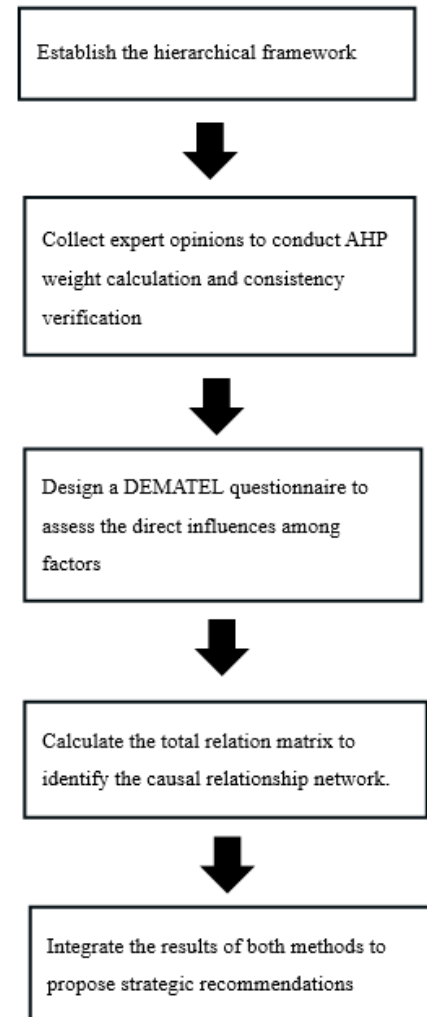 Establish the hierarchical framework
Collect expert opinions to conduct AHP
weight calculation and consistency
verification
Design a DEMATEL questionnaire to
assess the direct influences among
factors
Calculate the total relation matrix to
identify the causal relationship network.
Integrate the results of both methods to
propose strategic recommendations